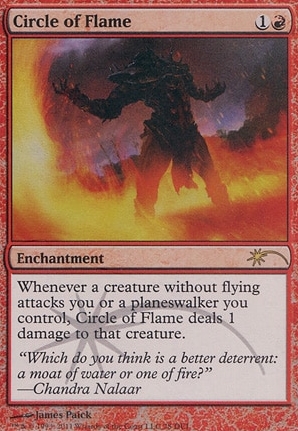 Circle of Flame 1
Enchantment
Whenever a creature without flying
attacks you or a planeswalker you
control, Circle of Flame deals 1
damage to that creature.
“Which do you think is a better deterrent:
a moat of water or one of fire?”
—Chandra Nalaar
James Paick